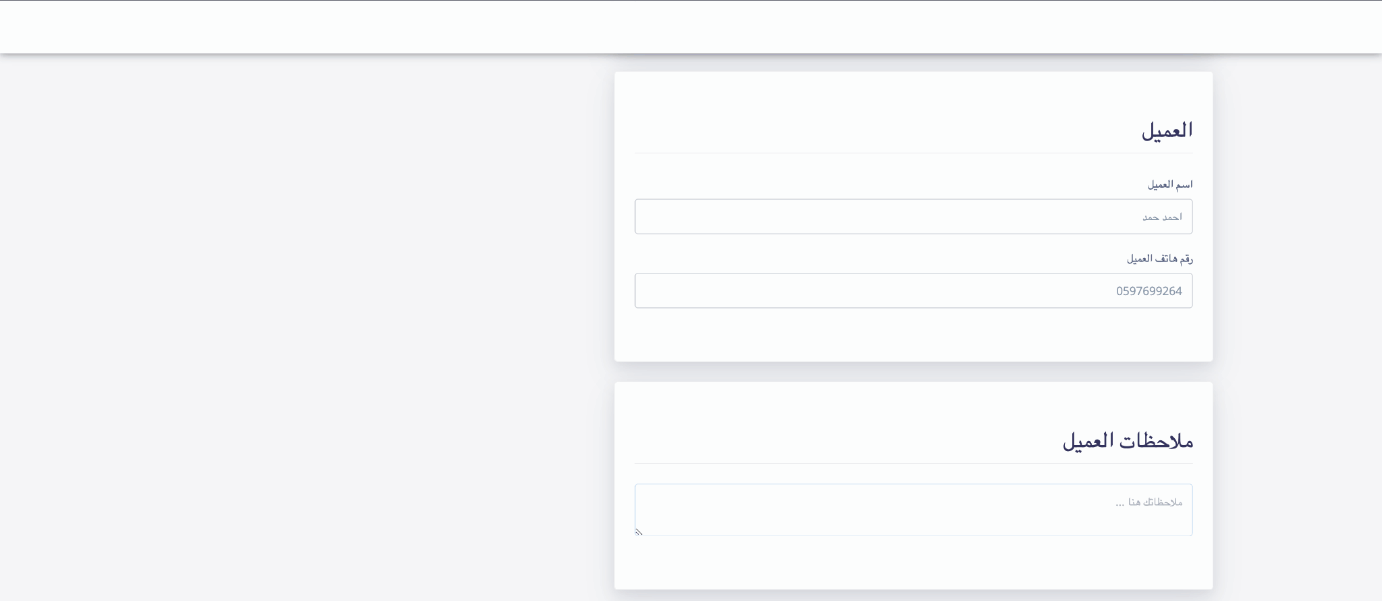 العميل
اسم العميل
احمد حمد
رقم هاتف العميل
0597699264
ملاحظات العميل
ملاحظاتك هنا ...